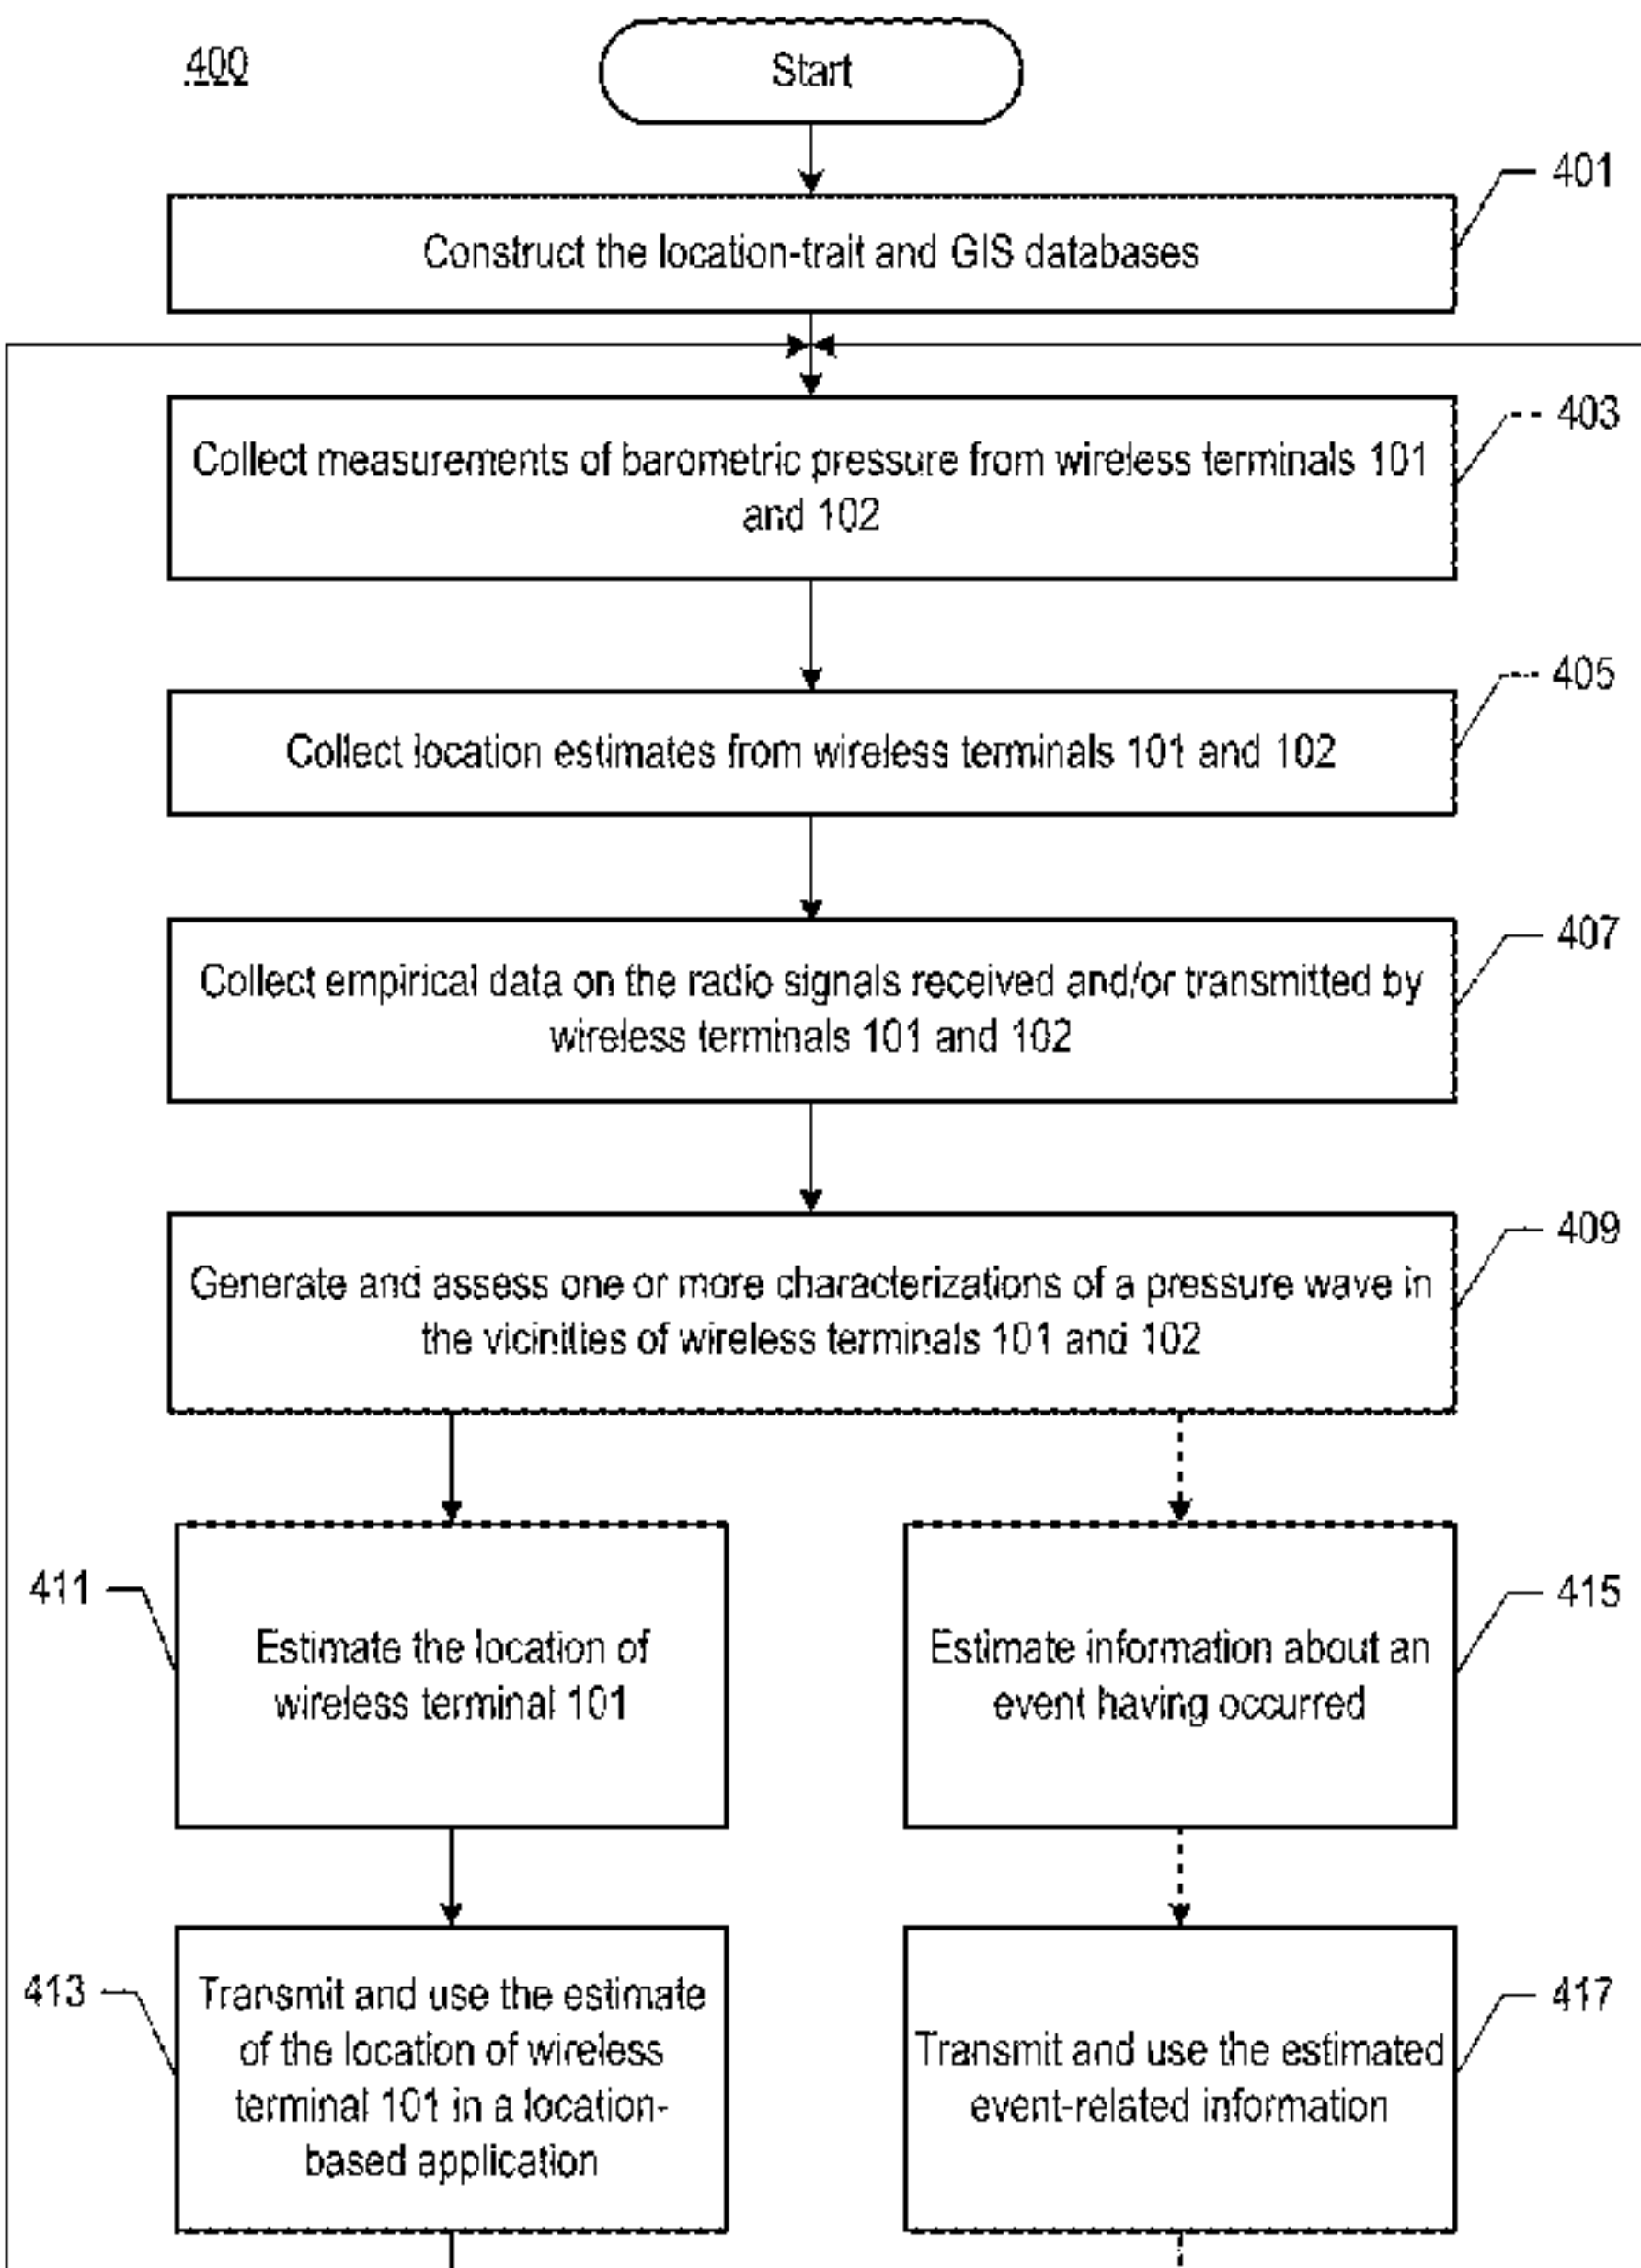 400
Start
401
Construct the location-trait and GIS databases
403
Collect measurements of barometric pressure from wireless terminals 101
and 102
405
Collect location estimates from wireless terminals 101 and 102
407
Collect empirical data on the radio signals received and/or transmitted by
wireless terminals 101 and 102
409
Generate and assess one or more characterizations of a pressure wave in
the vicinities of wireless terminals 101 and 102
411
Estimate the location of
wireless terminal 101
415
Estimate information about an
event having occurred
413
Transmit and use the estimate
of the location of wireless
terminal 101 in a location-
based application
417
Transmit and use the estimated
event-related information